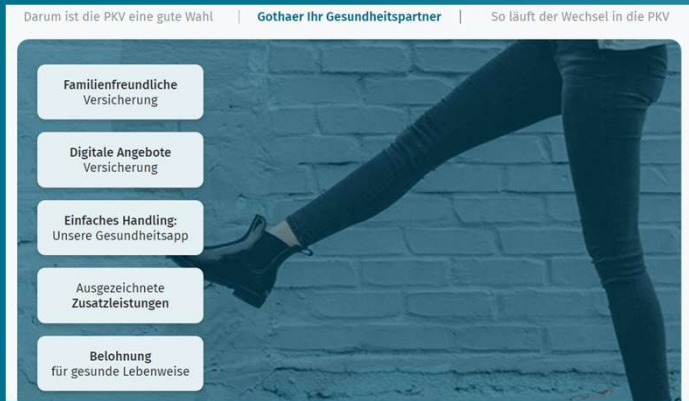 Darum ist die PKV eine gute Wahl | Gothaer Ihr Gesundheitspartner | So läuft der Wechsel in die PKV
Familienfreundliche
Versicherung
Digitale Angebote
Versicherung
Einfaches Handling:
Unsere Gesundheitsapp
Ausgezeichnete
Zusatzleistungen
Belohnung
für gesunde Lebenweise